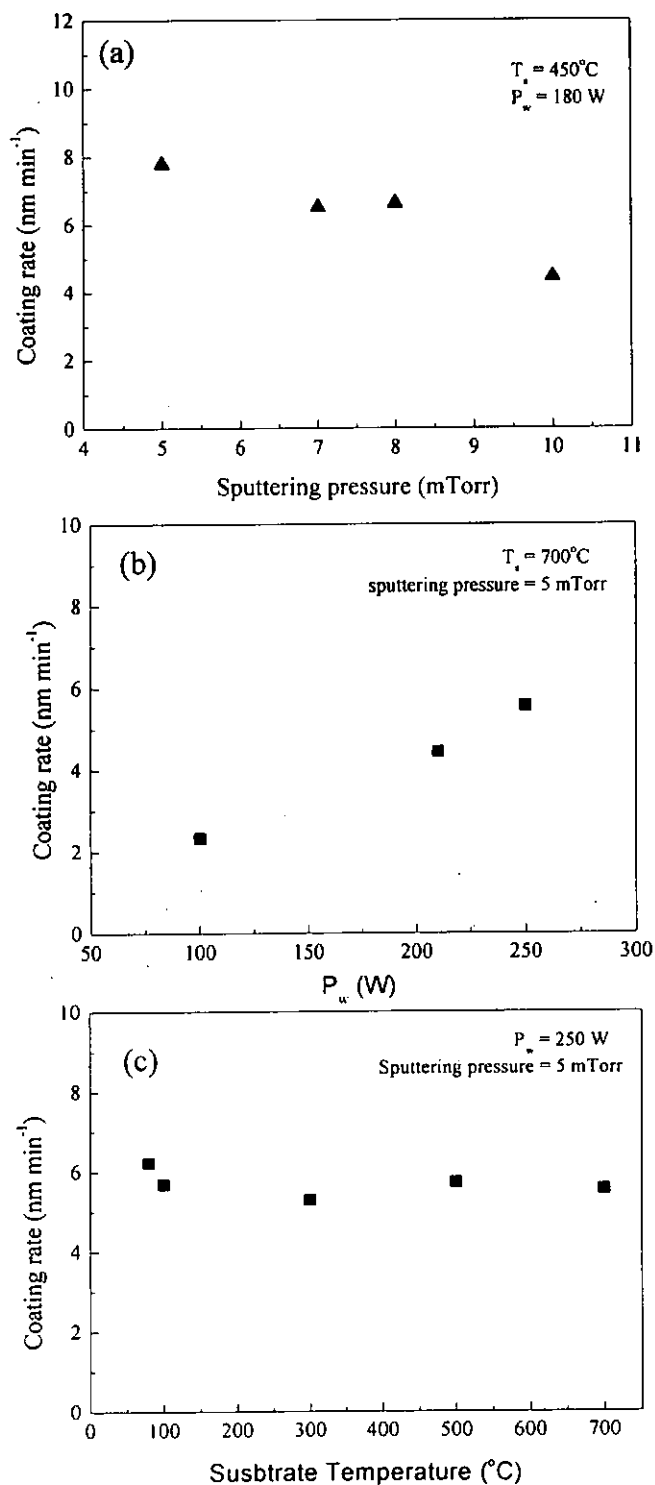 (a)
T_s = 450°C
P_w = 180 W
12
10
8
6
4
2
0
Coating rate (nm min⁻¹)
4 5 6 7 8 9 10 11
Sputtering pressure (mTorr)
(b)
T_s = 700°C
sputtering pressure = 5 mTorr
10
8
6
4
2
0
Coating rate (nm min⁻¹)
50 100 150 200 250 300
P_w (W)
(c)
P_w = 250 W
Sputtering pressure = 5 mTorr
10
8
6
4
2
0
Coating rate (nm min⁻¹)
0 100 200 300 400 500 600 700
Susbtrate Temperature (°C)